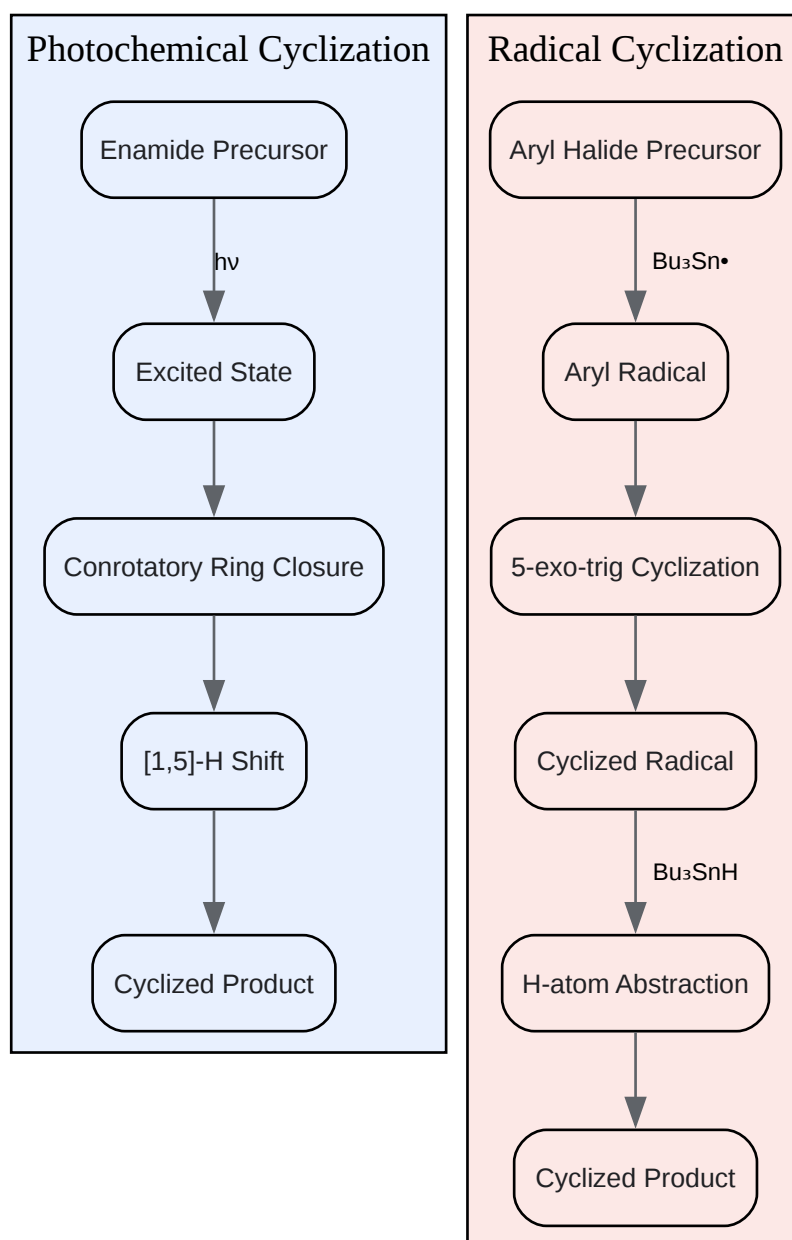 Photochemical Cyclization
Enamide Precursor
hν
Excited State
Conrotatory Ring Closure
[1,5]-H Shift
Cyclized Product
Radical Cyclization
Aryl Halide Precursor
Bu₃Sn•
Aryl Radical
5-exo-trig Cyclization
Cyclized Radical
Bu₃SnH
H-atom Abstraction
Cyclized Product